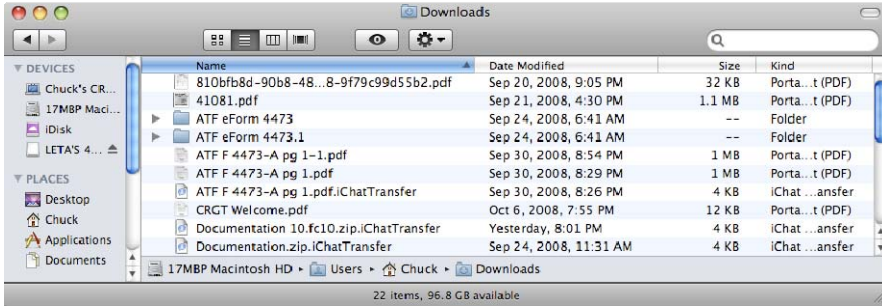 Downloads
Name Date Modified Size Kind
DEVICES
Chuck's CR...
17MBP Maci...
iDisk
LETA'S 4...
PLACES
Desktop
Chuck
Applications
Documents
810bfb8d-90b8-48...8-9f79c99d55b2.pdf Sep 20, 2008, 9:05 PM 32 KB Porta...t (PDF)
41081.pdf Sep 21, 2008, 4:30 PM 1.1 MB Porta...t (PDF)
ATF eForm 4473 Sep 24, 2008, 6:41 AM -- Folder
ATF eForm 4473.1 Sep 24, 2008, 6:41 AM -- Folder
ATF F 4473-A pg 1-1.pdf Sep 30, 2008, 8:54 PM 1 MB Porta...t (PDF)
ATF F 4473-A pg 1.pdf Sep 30, 2008, 8:29 PM 1 MB Porta...t (PDF)
ATF F 4473-A pg 1.pdf.iChatTransfer Sep 30, 2008, 8:26 PM 4 KB iChat ...ansfer
CRGT Welcome.pdf Oct 6, 2008, 7:55 PM 12 KB Porta...t (PDF)
Documentation 10.fc10.zip.iChatTransfer Yesterday, 8:01 PM 4 KB iChat ...ansfer
Documentation.zip.iChatTransfer Sep 24, 2008, 11:31 AM 4 KB iChat ...ansfer
17MBP Macintosh HD ▸ Users ▸ Chuck ▸ Downloads
22 items, 96.8 GB available